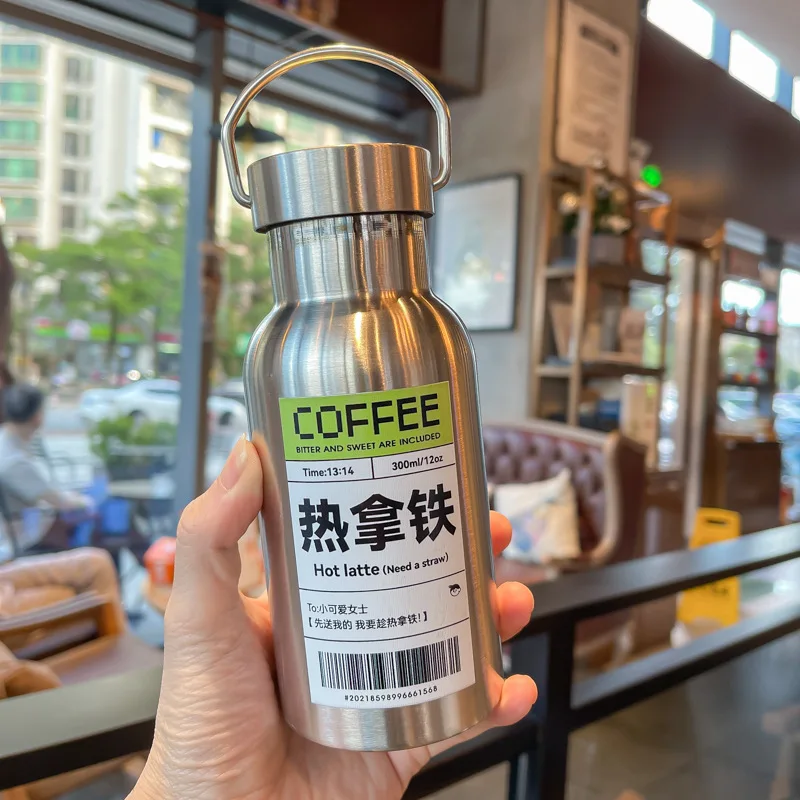 COFFEE
BITTER AND SWEET ARE INCLUDED
Time:13:14
300ml/12oz
热拿铁
Hot latte (Need a straw)
To:小可爱女士
【先送我的 我要趁热拿铁!】
#20218598996661568